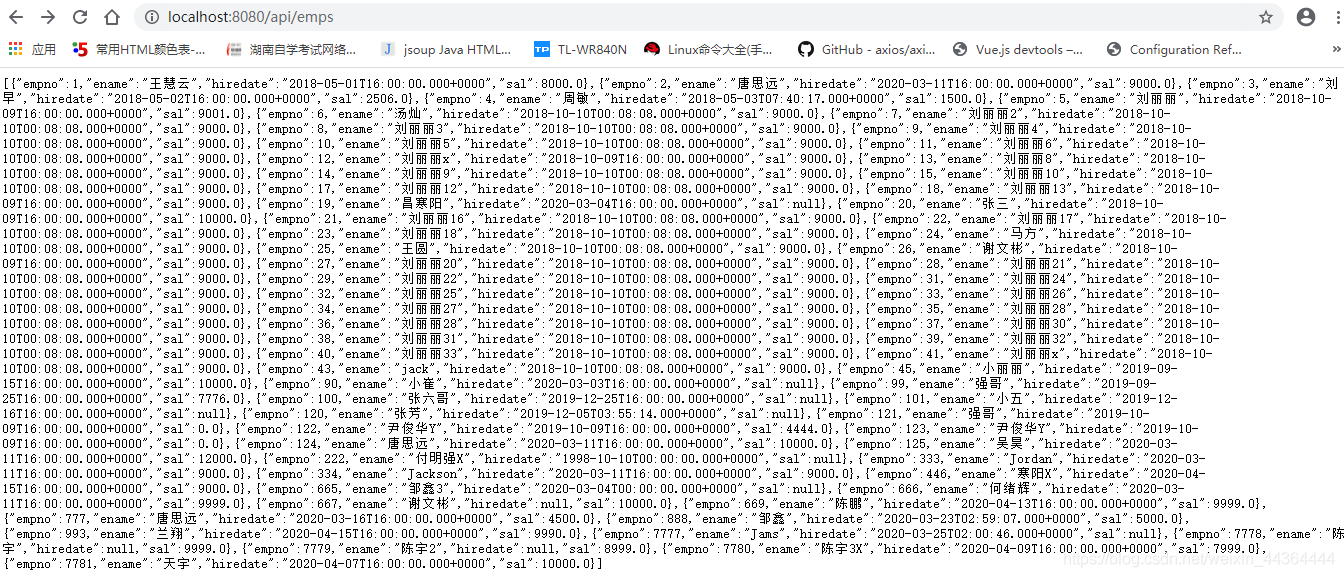 localhost:8080/api/emps
应用 常用HTML颜色表-... 湖南自学考试网络... jsoup Java HTML... TL-WR840N Linux命令大全(手... GitHub - axios/axi... Vue.js devtools –... Configuration Ref... »
[{"empno":1,"ename":"王慧云","hiredate":"2018-05-01T16:00:00.000+0000","sal":8000.0},{"empno":2,"ename":"唐思远","hiredate":"2020-03-11T16:00:00.000+0000","sal":9000.0},{"empno":3,"ename":"刘
早","hiredate":"2018-05-02T16:00:00.000+0000","sal":2506.0},{"empno":4,"ename":"周敏","hiredate":"2018-05-03T07:40:17.000+0000","sal":1500.0},{"empno":5,"ename":"刘丽丽","hiredate":"2018-10-
09T16:00:00.000+0000","sal":9001.0},{"empno":6,"ename":"汤灿","hiredate":"2018-10-10T00:08:08.000+0000","sal":9000.0},{"empno":7,"ename":"刘丽丽2","hiredate":"2018-10-
10T00:08:08.000+0000","sal":9000.0},{"empno":8,"ename":"刘丽丽3","hiredate":"2018-10-10T00:08:08.000+0000","sal":9000.0},{"empno":9,"ename":"刘丽丽4","hiredate":"2018-10-
10T00:08:08.000+0000","sal":9000.0},{"empno":10,"ename":"刘丽丽5","hiredate":"2018-10-10T00:08:08.000+0000","sal":9000.0},{"empno":11,"ename":"刘丽丽6","hiredate":"2018-10-
10T00:08:08.000+0000","sal":9000.0},{"empno":12,"ename":"刘丽丽x","hiredate":"2018-10-09T16:00:00.000+0000","sal":9000.0},{"empno":13,"ename":"刘丽丽8","hiredate":"2018-10-
10T00:08:08.000+0000","sal":9000.0},{"empno":14,"ename":"刘丽丽9","hiredate":"2018-10-10T00:08:08.000+0000","sal":9000.0},{"empno":15,"ename":"刘丽丽10","hiredate":"2018-10-
10T00:08:08.000+0000","sal":9000.0},{"empno":17,"ename":"刘丽丽12","hiredate":"2018-10-10T00:08:08.000+0000","sal":9000.0},{"empno":18,"ename":"刘丽丽13","hiredate":"2018-10-
09T16:00:00.000+0000","sal":9000.0},{"empno":19,"ename":"昌寒阳","hiredate":"2020-03-04T16:00:00.000+0000","sal":null},{"empno":20,"ename":"张三","hiredate":"2018-10-
09T16:00:00.000+0000","sal":10000.0},{"empno":21,"ename":"刘丽丽16","hiredate":"2018-10-10T00:08:08.000+0000","sal":9000.0},{"empno":22,"ename":"刘丽丽17","hiredate":"2018-10-
10T00:08:08.000+0000","sal":9000.0},{"empno":23,"ename":"刘丽丽18","hiredate":"2018-10-10T00:08:08.000+0000","sal":9000.0},{"empno":24,"ename":"马方","hiredate":"2018-10-
10T00:08:08.000+0000","sal":9000.0},{"empno":25,"ename":"王圆","hiredate":"2018-10-10T00:08:08.000+0000","sal":9000.0},{"empno":26,"ename":"谢文彬","hiredate":"2018-10-
09T16:00:00.000+0000","sal":9000.0},{"empno":27,"ename":"刘丽丽20","hiredate":"2018-10-10T00:08:08.000+0000","sal":9000.0},{"empno":28,"ename":"刘丽丽21","hiredate":"2018-10-
10T00:08:08.000+0000","sal":9000.0},{"empno":29,"ename":"刘丽丽22","hiredate":"2018-10-10T00:08:08.000+0000","sal":9000.0},{"empno":31,"ename":"刘丽丽24","hiredate":"2018-10-
10T00:08:08.000+0000","sal":9000.0},{"empno":32,"ename":"刘丽丽25","hiredate":"2018-10-10T00:08:08.000+0000","sal":9000.0},{"empno":33,"ename":"刘丽丽26","hiredate":"2018-10-
10T00:08:08.000+0000","sal":9000.0},{"empno":34,"ename":"刘丽丽27","hiredate":"2018-10-10T00:08:08.000+0000","sal":9000.0},{"empno":35,"ename":"刘丽丽28","hiredate":"2018-10-
10T00:08:08.000+0000","sal":9000.0},{"empno":36,"ename":"刘丽丽28","hiredate":"2018-10-10T00:08:08.000+0000","sal":9000.0},{"empno":37,"ename":"刘丽丽30","hiredate":"2018-10-
10T00:08:08.000+0000","sal":9000.0},{"empno":38,"ename":"刘丽丽31","hiredate":"2018-10-10T00:08:08.000+0000","sal":9000.0},{"empno":39,"ename":"刘丽丽32","hiredate":"2018-10-
10T00:08:08.000+0000","sal":9000.0},{"empno":40,"ename":"刘丽丽33","hiredate":"2018-10-10T00:08:08.000+0000","sal":9000.0},{"empno":41,"ename":"刘丽丽x","hiredate":"2018-10-
10T00:08:08.000+0000","sal":9000.0},{"empno":43,"ename":"jack","hiredate":"2018-10-10T00:08:08.000+0000","sal":9000.0},{"empno":45,"ename":"小丽丽","hiredate":"2019-09-
15T16:00:00.000+0000","sal":10000.0},{"empno":90,"ename":"小崔","hiredate":"2020-03-03T16:00:00.000+0000","sal":null},{"empno":99,"ename":"强哥","hiredate":"2019-09-
25T16:00:00.000+0000","sal":7776.0},{"empno":100,"ename":"张六哥","hiredate":"2019-12-25T16:00:00.000+0000","sal":null},{"empno":101,"ename":"小五","hiredate":"2019-12-
16T16:00:00.000+0000","sal":null},{"empno":120,"ename":"张芳","hiredate":"2019-12-05T03:55:14.000+0000","sal":null},{"empno":121,"ename":"强哥","hiredate":"2019-10-
09T16:00:00.000+0000","sal":0.0},{"empno":122,"ename":"尹俊华Y","hiredate":"2019-10-09T16:00:00.000+0000","sal":4444.0},{"empno":123,"ename":"尹俊华Y","hiredate":"2019-10-
09T16:00:00.000+0000","sal":0.0},{"empno":124,"ename":"唐思远","hiredate":"2020-03-11T16:00:00.000+0000","sal":10000.0},{"empno":125,"ename":"吴昊","hiredate":"2020-03-
11T16:00:00.000+0000","sal":12000.0},{"empno":222,"ename":"付明强X","hiredate":"1998-10-10T00:00:00.000+0000","sal":null},{"empno":333,"ename":"Jordan","hiredate":"2020-03-
11T16:00:00.000+0000","sal":9000.0},{"empno":334,"ename":"Jackson","hiredate":"2020-03-11T16:00:00.000+0000","sal":9000.0},{"empno":446,"ename":"寒阳X","hiredate":"2020-04-
15T16:00:00.000+0000","sal":9000.0},{"empno":665,"ename":"邹鑫3","hiredate":"2020-03-04T00:00:00.000+0000","sal":null},{"empno":666,"ename":"何绪辉","hiredate":"2020-03-
11T16:00:00.000+0000","sal":9000.0},{"empno":667,"ename":"谢文彬","hiredate":null,"sal":10000.0},{"empno":669,"ename":"陈鹏","hiredate":"2020-04-13T16:00:00.000+0000","sal":9999.0},
{"empno":777,"ename":"唐思远","hiredate":"2020-03-16T16:00:00.000+0000","sal":4500.0},{"empno":888,"ename":"邹鑫","hiredate":"2020-03-23T02:59:07.000+0000","sal":5000.0},
{"empno":993,"ename":"兰翔","hiredate":"2020-04-15T16:00:00.000+0000","sal":9990.0},{"empno":7777,"ename":"Jams","hiredate":"2020-03-25T02:00:46.000+0000","sal":null},{"empno":7778,"ename":"陈
宇","hiredate":null,"sal":9999.0},{"empno":7779,"ename":"陈宇2","hiredate":null,"sal":8999.0},{"empno":7780,"ename":"陈宇3X","hiredate":"2020-04-09T16:00:00.000+0000","sal":7999.0},
{"empno":7781,"ename":"天宇","hiredate":"2020-04-07T16:00:00.000+0000","sal":10000.0}]
https://blog.csdn.net/weixin_44364444